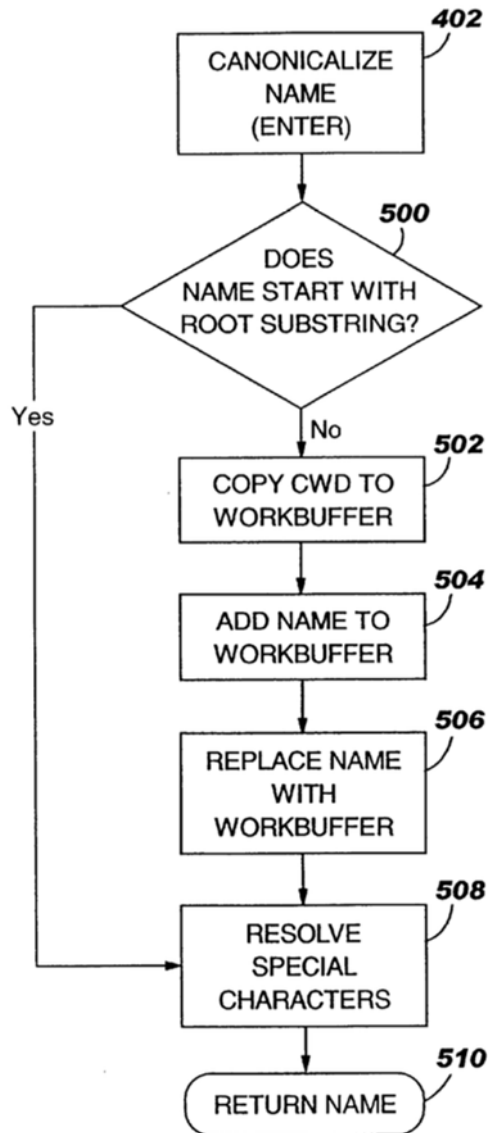 402
CANONICALIZE
NAME
(ENTER)
500
DOES
NAME START WITH
ROOT SUBSTRING?
Yes
No
502
COPY CWD TO
WORKBUFFER
504
ADD NAME TO
WORKBUFFER
506
REPLACE NAME
WITH
WORKBUFFER
508
RESOLVE
SPECIAL
CHARACTERS
510
RETURN NAME